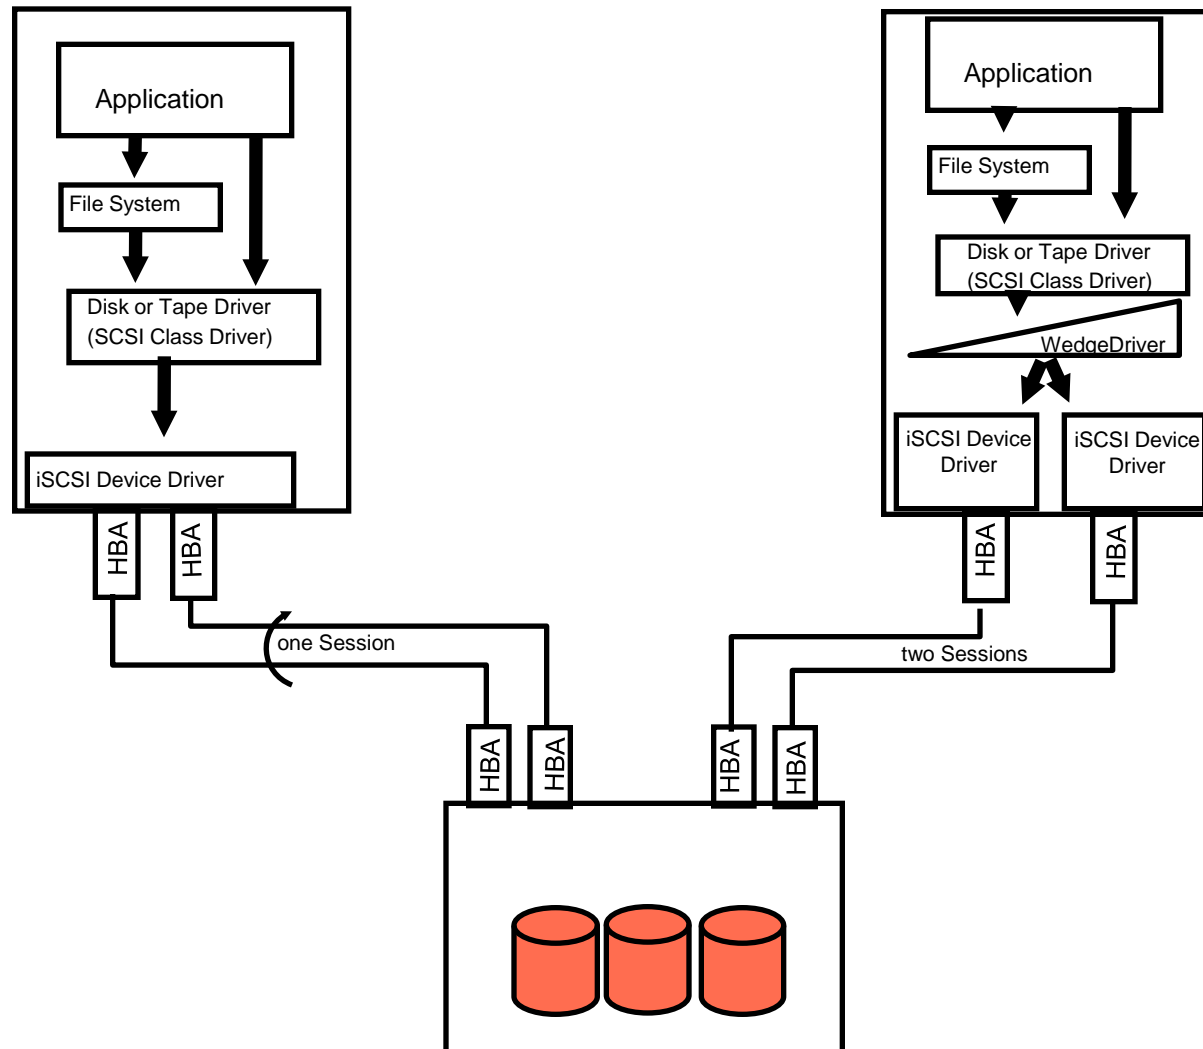 Application
File System
Disk or Tape Driver
(SCSI Class Driver)
iSCSI Device Driver
HBA
HBA
one Session
Application
File System
Disk or Tape Driver
(SCSI Class Driver)
WedgeDriver
iSCSI Device
Driver
iSCSI Device
Driver
HBA
HBA
two Sessions
HBA
HBA
HBA
HBA